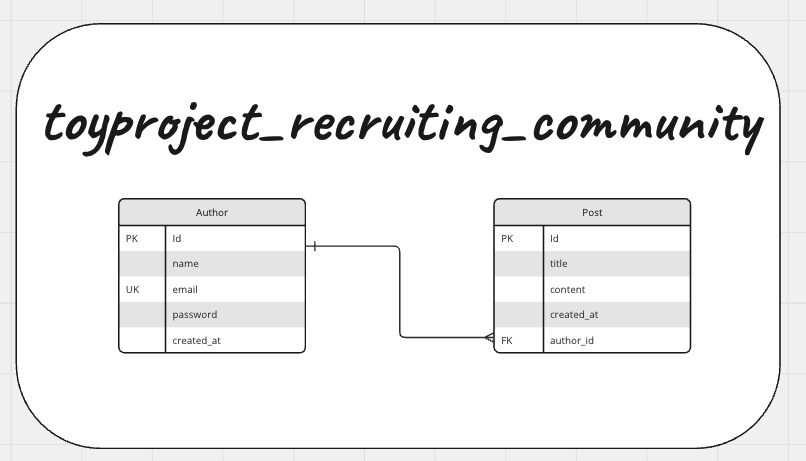 toyproject_recruiting_community
Author
PK Id
name
UK email
password
created_at
Post
PK Id
title
content
created_at
FK author_id